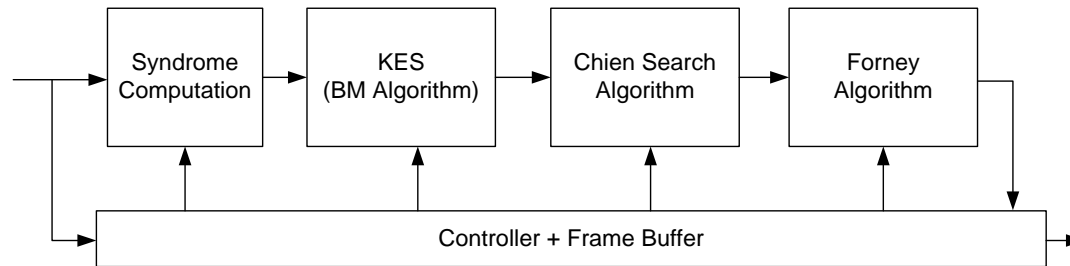 Syndrome
Computation
KES
(BM Algorithm)
Chien Search
Algorithm
Forney
Algorithm
Controller + Frame Buffer